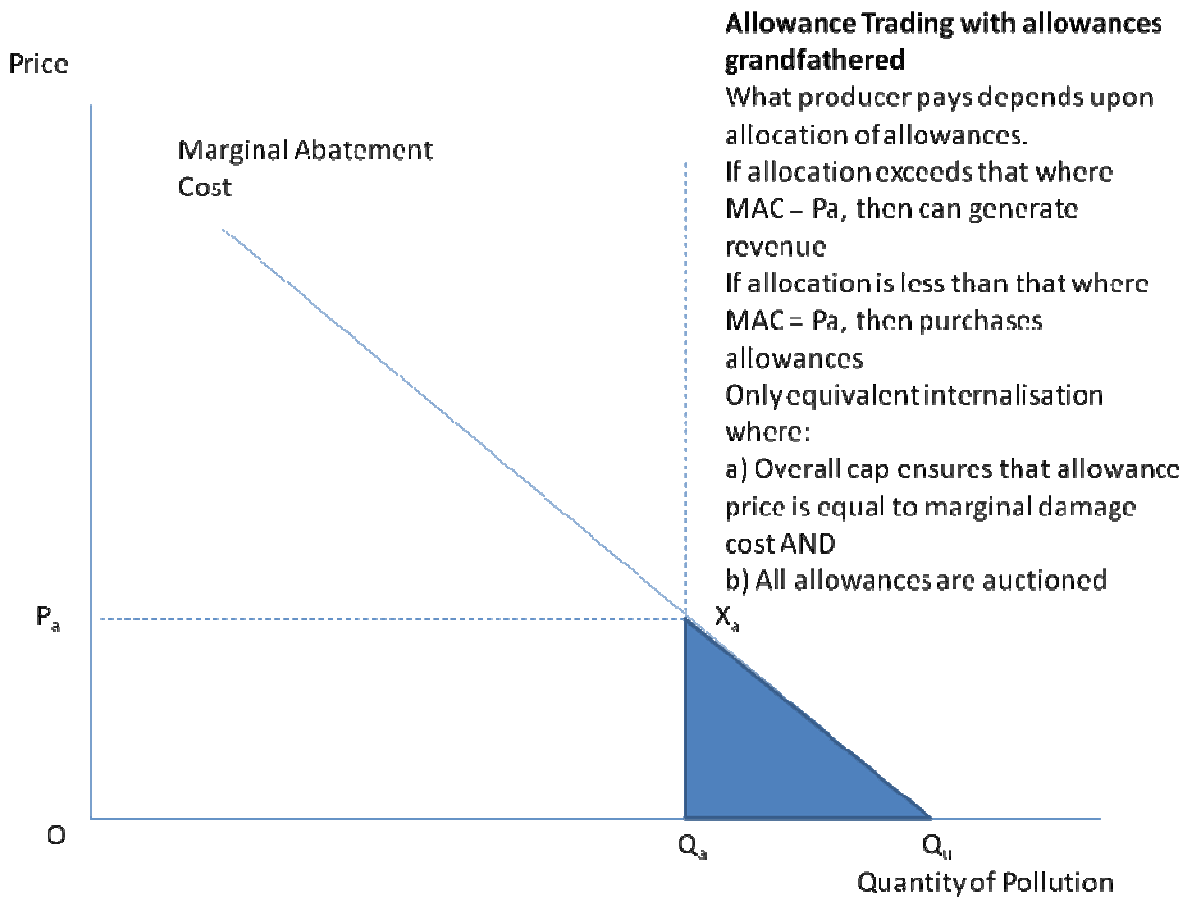 Allowance Trading with allowances
grandfathered
Price
What producer pays depends upon
allocation of allowances.
If allocation exceeds that where
MAC – Pa, then can generate
revenue
If allocation is less than that where
MAC = Pa, then purchases
allowances
Only equivalent internalisation
where:
a) Overall cap ensures that allowance
price is equal to marginal damage
cost AND
b) All allowances are auctioned
Marginal Abatement
Cost
Pa
Xa
O
Qa
Qu
Quantity of Pollution